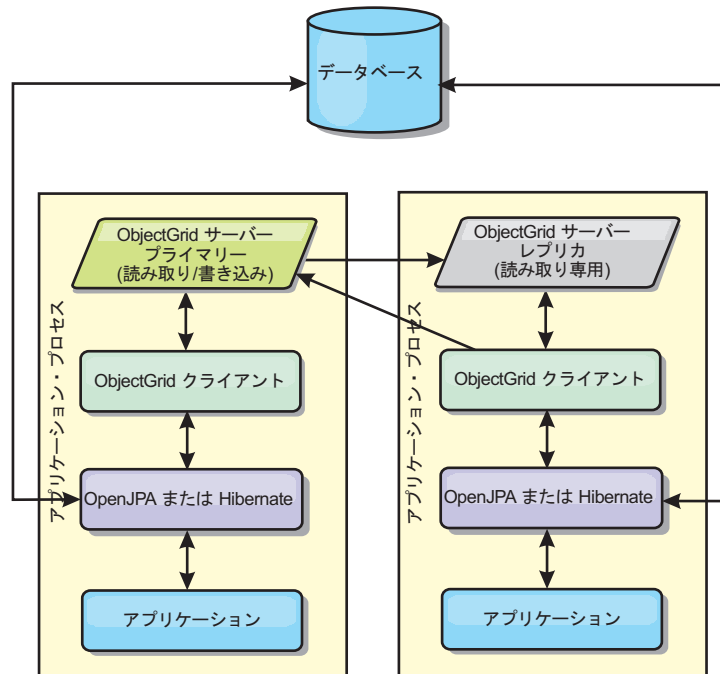 データベース
ObjectGrid サーバー
プライマリー
(読み取り/書き込み)
ObjectGrid クライアント
OpenJPA または Hibernate
アプリケーション
アプリケーション・プロセス
ObjectGrid サーバー
レプリカ
(読み取り専用)
ObjectGrid クライアント
OpenJPA または Hibernate
アプリケーション
アプリケーション・プロセス